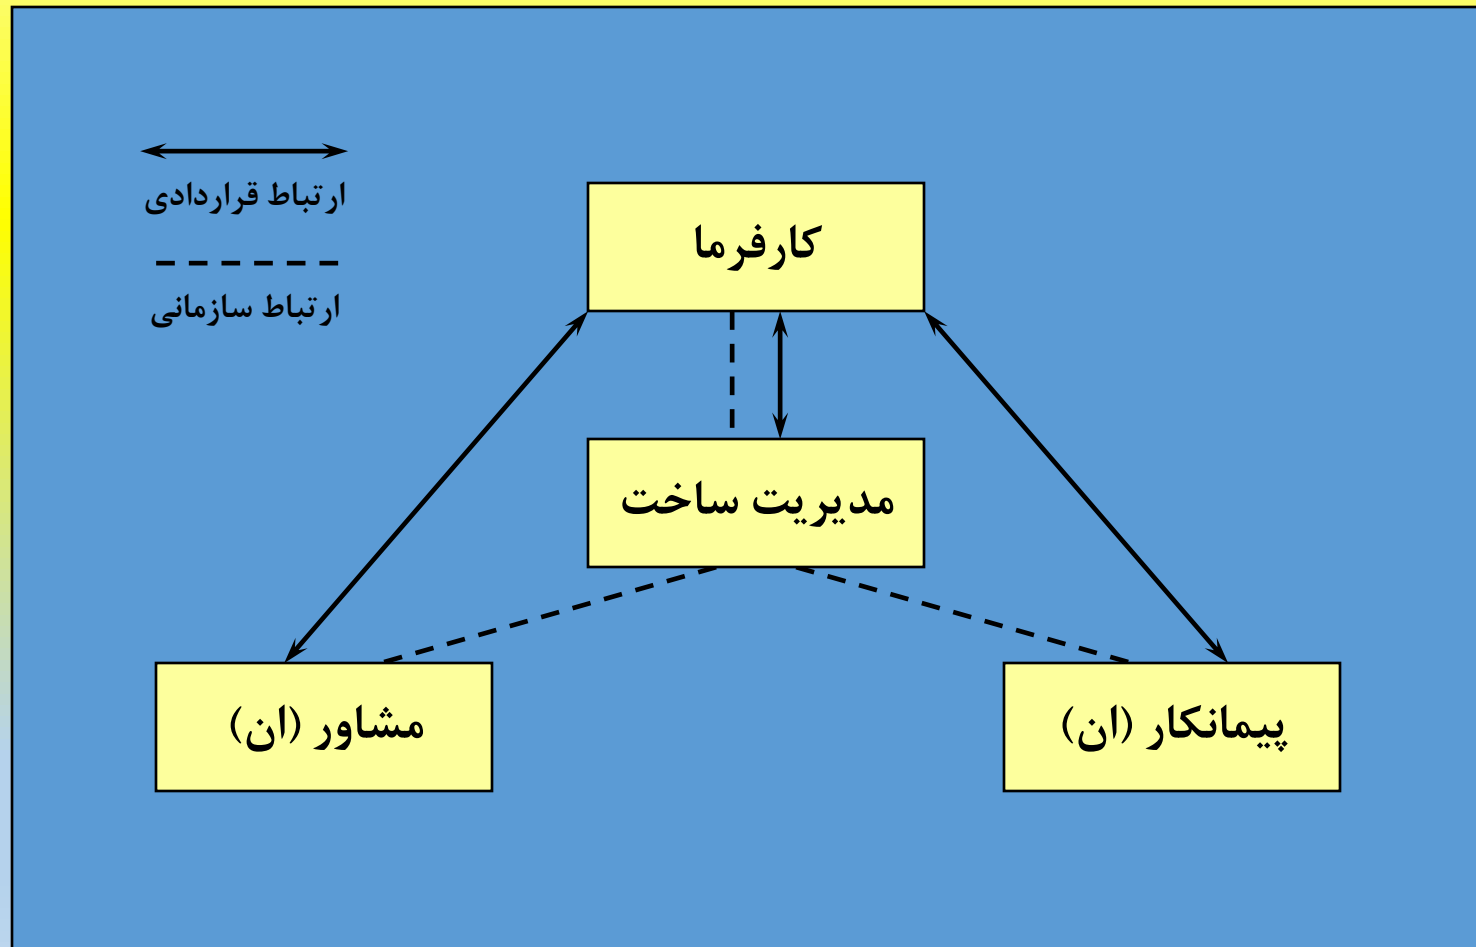 ارتباط قراردادی
ارتباط سازمانی
کارفرما
مدیریت ساخت
مشاور (ان)
پیمانکار (ان)